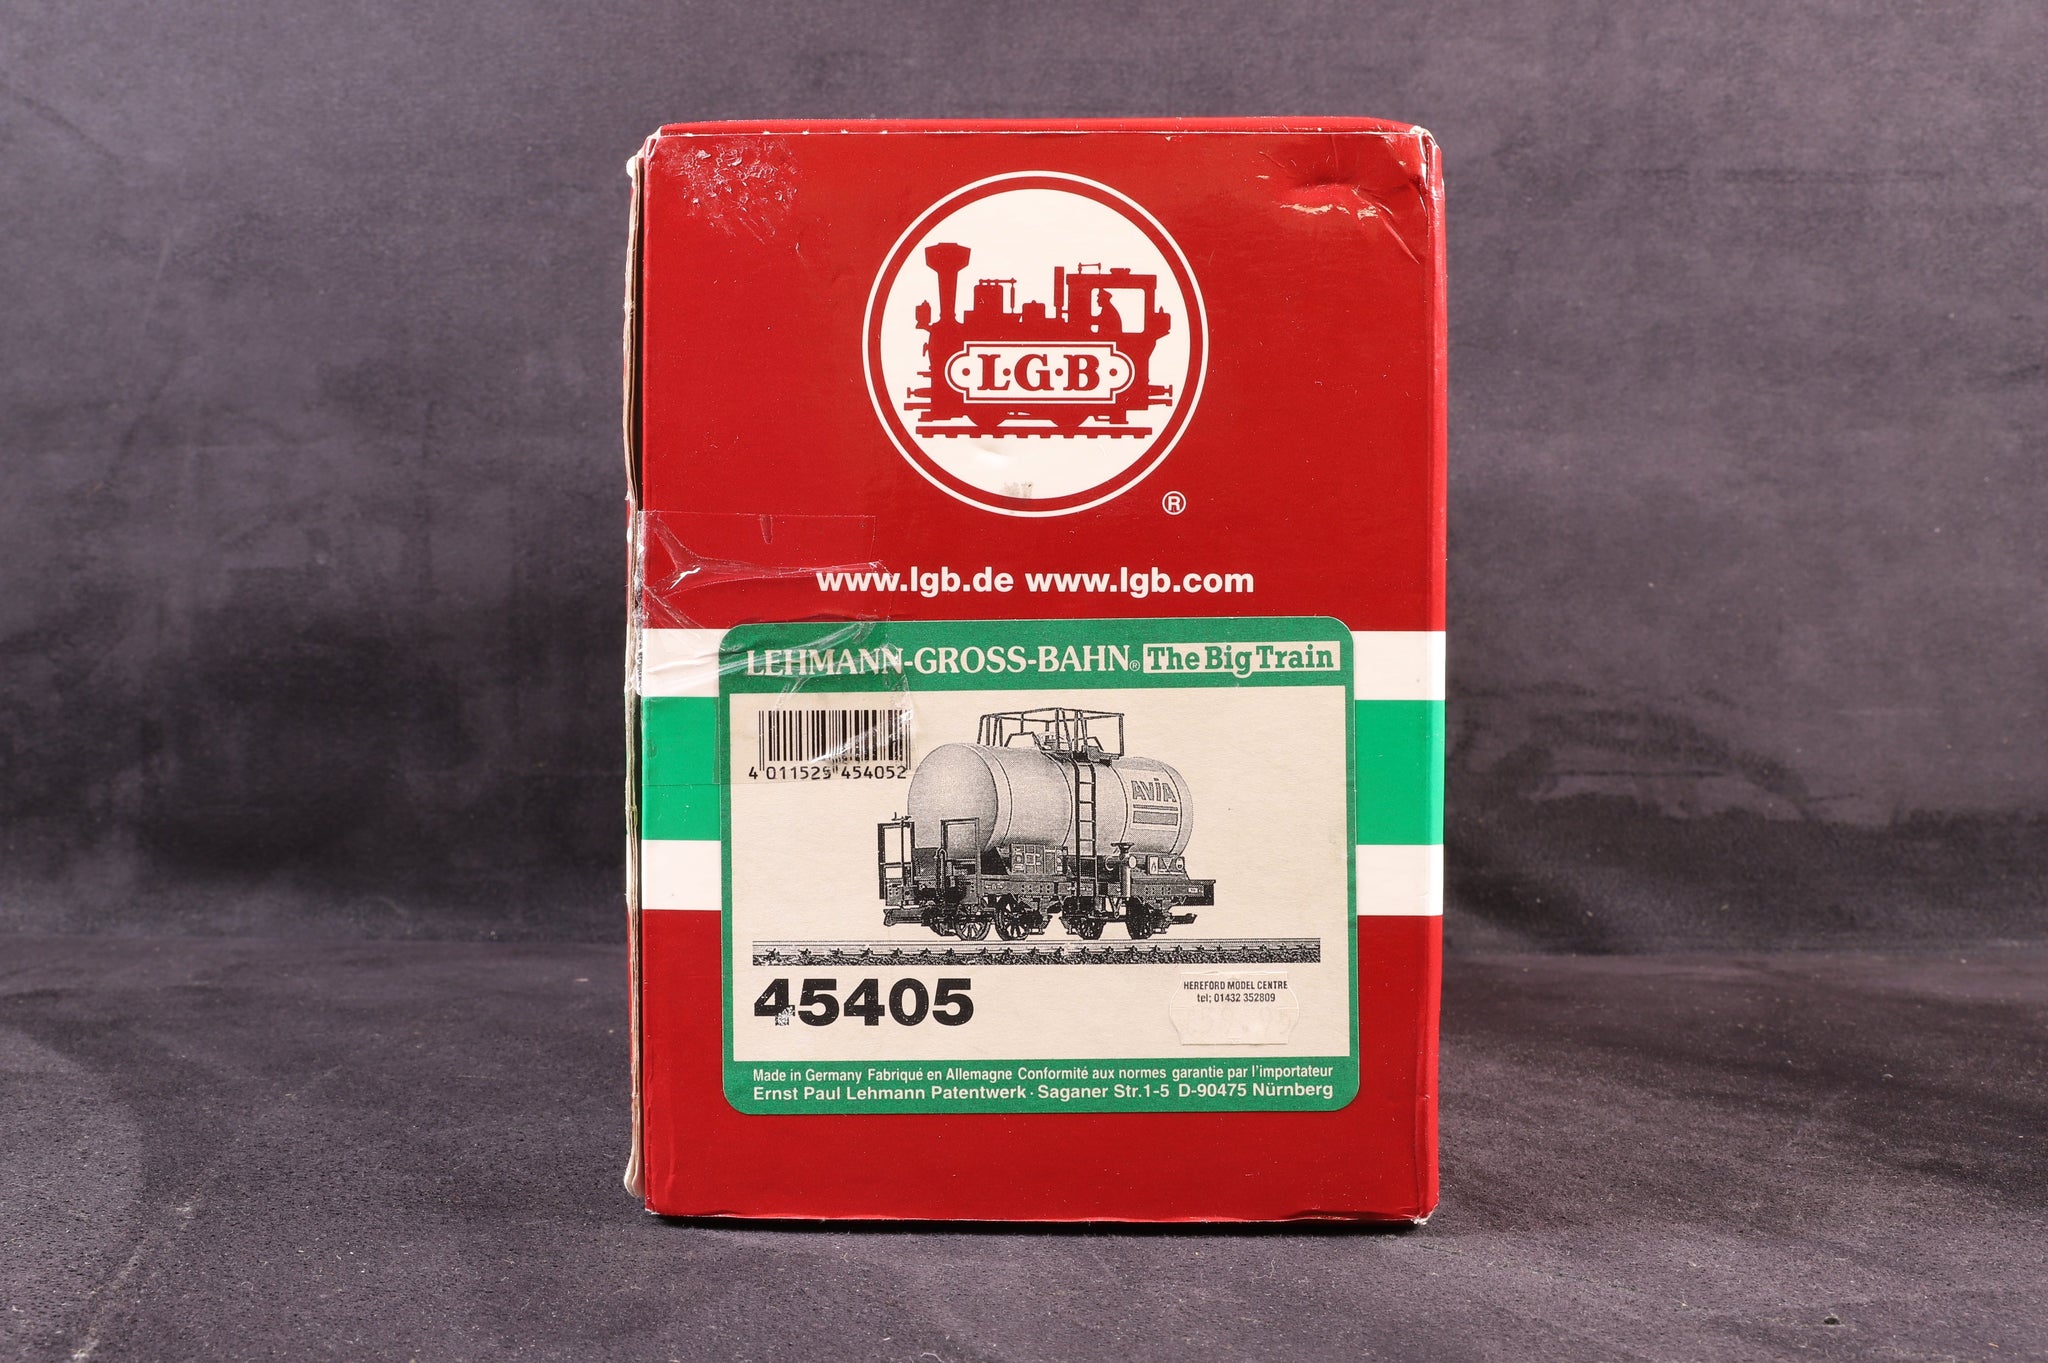 L·G·B
®
www.lgb.de www.lgb.com
LEHMANN-GROSS-BAHN® The Big Train
4 011525 454052
AVIA
45405
HEREFORD MODEL CENTRE
tel; 01432 352809
Made in Germany Fabriqué en Allemagne Conformité aux normes garantie par l'importateur
Ernst Paul Lehmann Patentwerk · Saganer Str.1-5 D-90475 Nürnberg